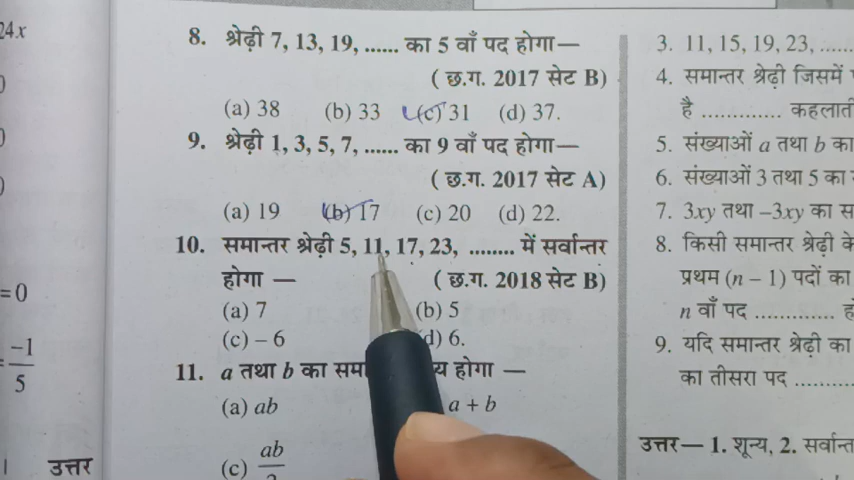 24x
=0
-1
5
उत्तर
8. श्रेढ़ी 7, 13, 19, ...... का 5 वाँ पद होगा—
( छ.ग. 2017 सेट B)
(a) 38 (b) 33 (c) 31 (d) 37.
9. श्रेढ़ी 1, 3, 5, 7, ...... का 9 वाँ पद होगा—
( छ.ग. 2017 सेट A)
(a) 19 (b) 17 (c) 20 (d) 22.
10. समान्तर श्रेढ़ी 5, 11, 17, 23, ........ में सर्वान्तर
होगा — ( छ.ग. 2018 सेट B)
(a) 7 (b) 5
(c) – 6 (d) 6.
11. a तथा b का होगा —
(a) ab a + b
(c) ab
3. 11, 15, 19, 23, ......
4. समान्तर श्रेढ़ी जिसमें
है ............. कहलाती
5. संख्याओं a तथा b का
6. संख्याओं 3 तथा 5 का
7. 3xy तथा –3xy का
8. किसी समान्तर श्रेढ़ी के
प्रथम (n – 1) पदों का
n वाँ पद ............
9. यदि समान्तर श्रेढ़ी का
का तीसरा पद ..........
उत्तर— 1. शून्य, 2.